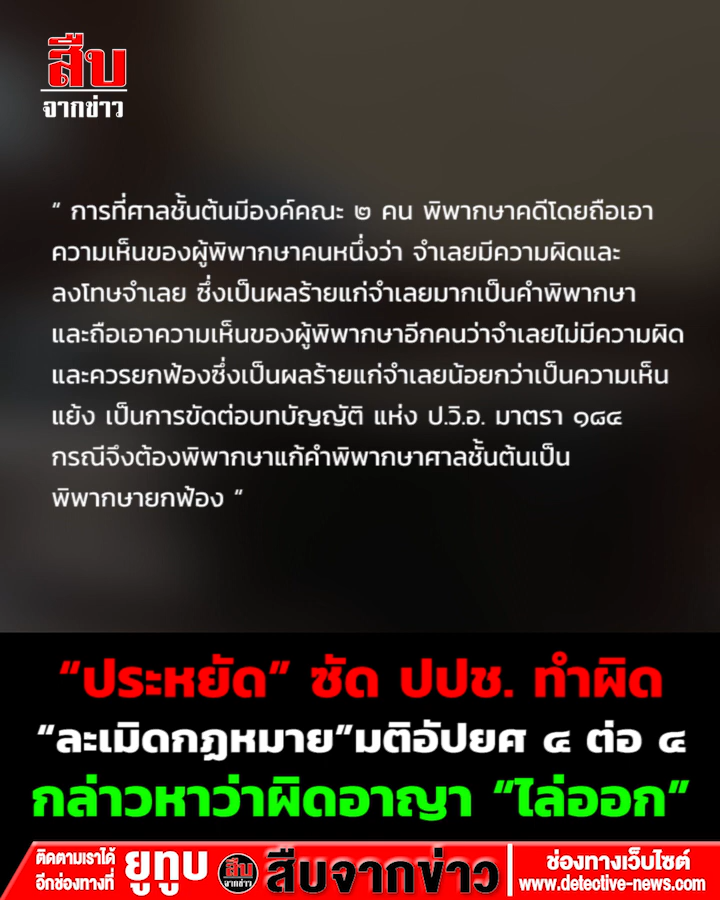 สืบ
จากข่าว
“ การที่ศาลชั้นต้นมีองค์คณะ ๒ คน พิพากษาคดีโดยถือเอา
ความเห็นของผู้พิพากษาคนหนึ่งว่า จำเลยมีความผิดและ
ลงโทษจำเลย ซึ่งเป็นผลร้ายแก่จำเลยมากเป็นคำพิพากษา
และถือเอาความเห็นของผู้พิพากษาอีกคนว่าจำเลยไม่มีความผิด
และควรยกฟ้องซึ่งเป็นผลร้ายแก่จำเลยน้อยกว่าเป็นความเห็น
แย้ง เป็นการขัดต่อบทบัญญัติ แห่ง ป.วิ.อ. มาตรา ๑๘๔
กรณีจึงต้องพิพากษาแก้คำพิพากษาศาลชั้นต้นเป็น
พิพากษายกฟ้อง “
“ประหยัด” ซัด ปปช. ทำผิด
“ละเมิดกฎหมาย”มติอัปยศ ๔ ต่อ ๔
กล่าวหาว่าผิดอาญา “ไล่ออก”
ติดตามเราได้
อีกช่องทางที่
ยูทูบ
สืบ
จากข่าว
สืบจากข่าว
ช่องทางเว็บไซต์
www.detective-news.com